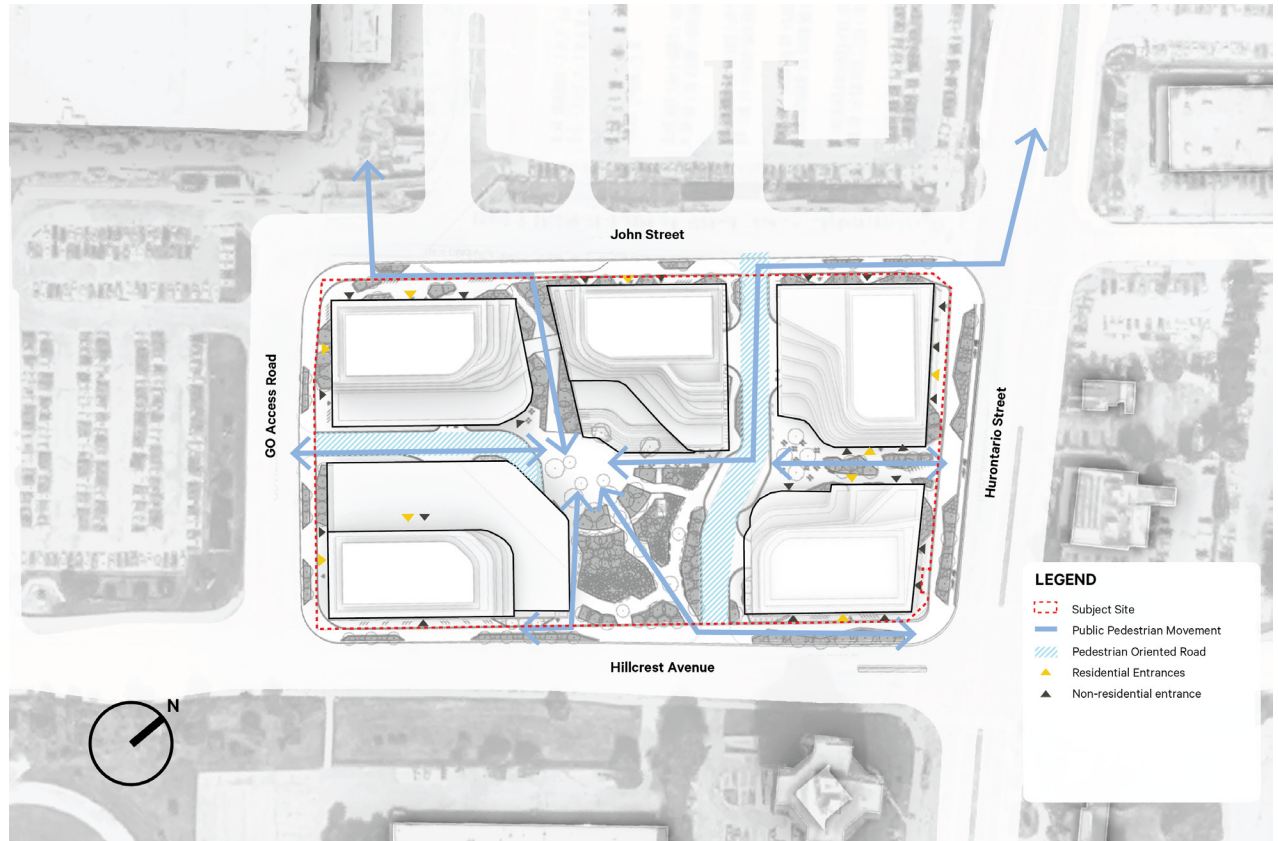 John Street
GO Access Road
Hurontario Street
Hillcrest Avenue
N
LEGEND
Subject Site
Public Pedestrian Movement
Pedestrian Oriented Road
Residential Entrances
Non-residential entrance